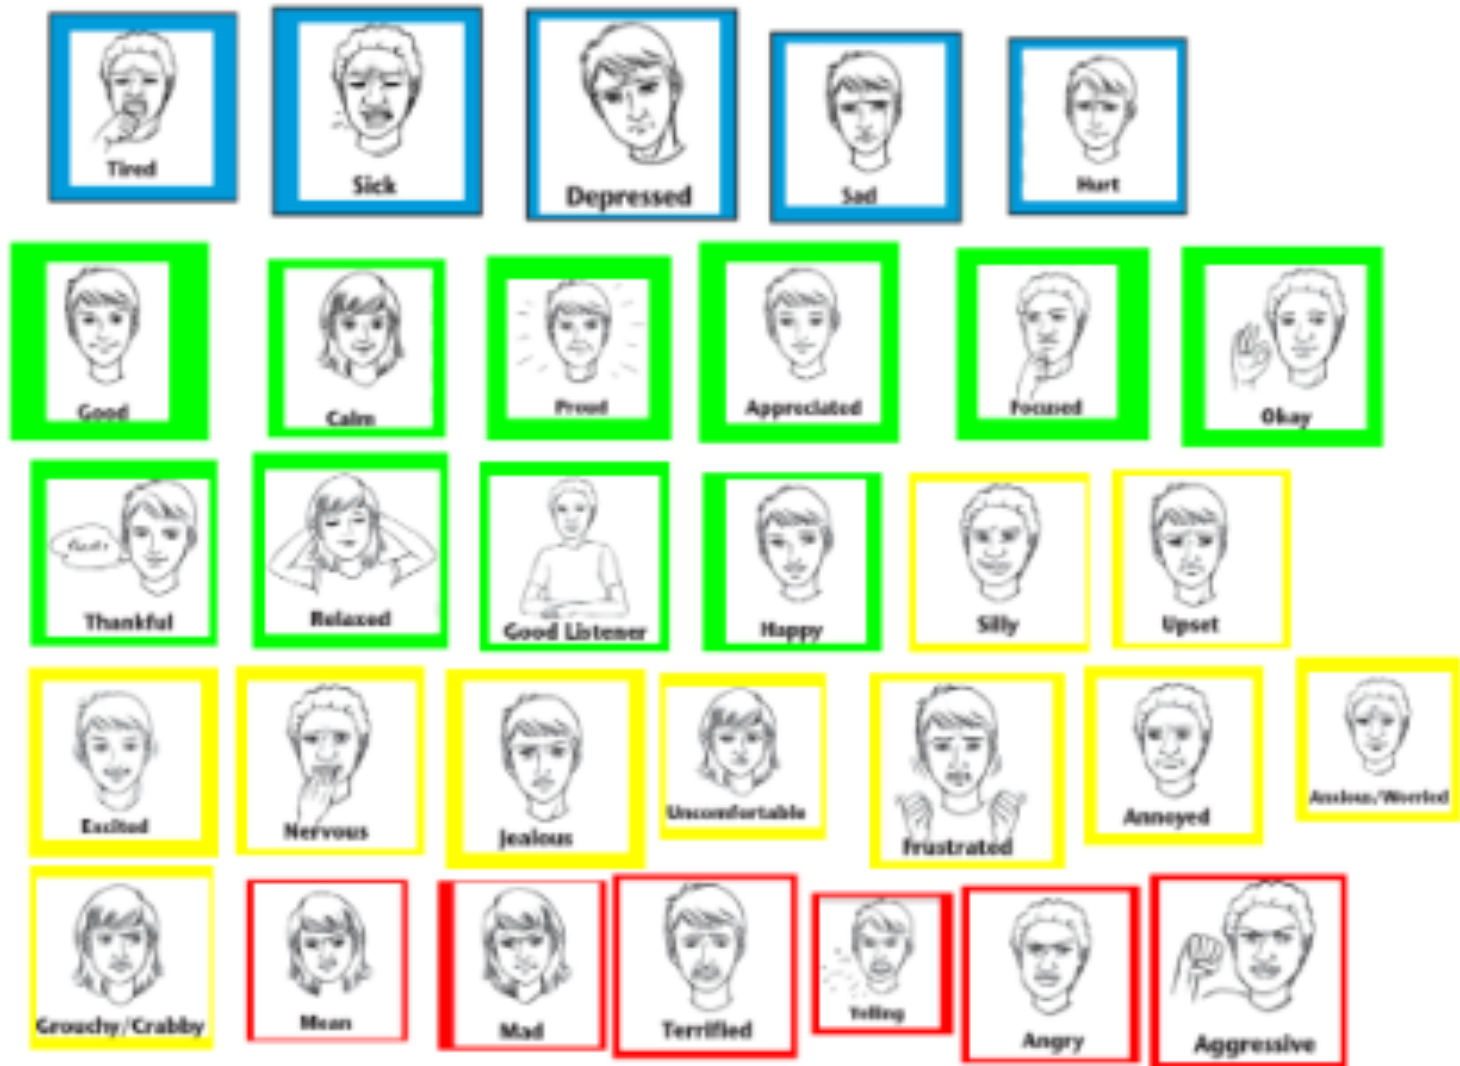 Tired
Sick
Depressed
Sad
Hurt
Good
Calm
Proud
Appreciated
Focused
Okay
Thankful
Relaxed
Good Listener
Happy
Silly
Upset
Excited
Nervous
Jealous
Uncomfortable
Frustrated
Annoyed
Anxious/Worried
Grouchy/Crabby
Mean
Mad
Terrified
Yelling
Angry
Aggressive